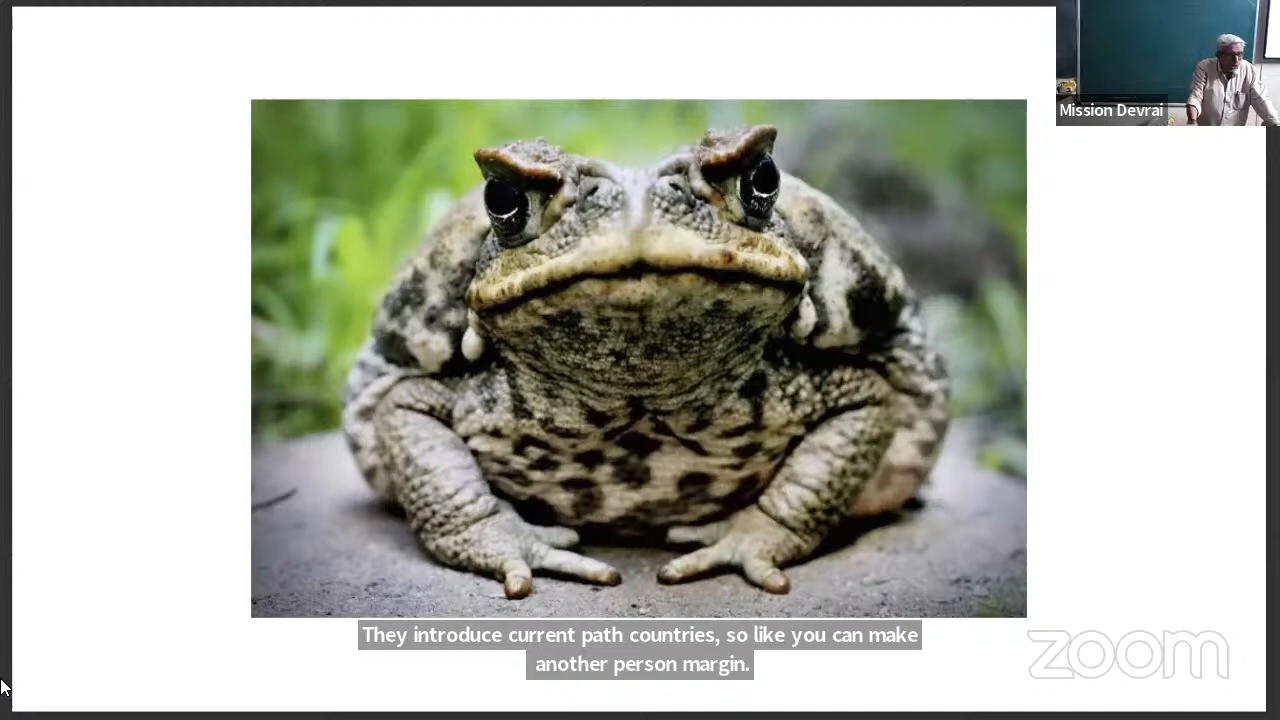 Mission Devrai
They introduce current path countries, so like you can make
another person margin.
zoom